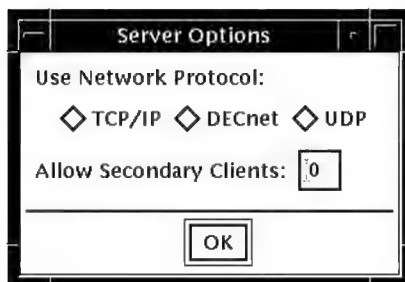 Server Options
Use Network Protocol:
TCP/IP DECnet UDP
Allow Secondary Clients: 0
OK